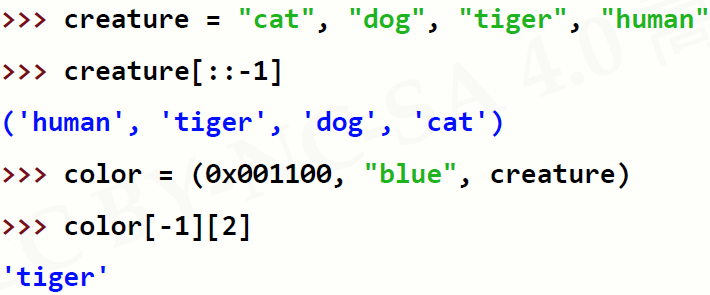 >>> creature = "cat", "dog", "tiger", "human"
>>> creature[::-1]
('human', 'tiger', 'dog', 'cat')
>>> color = (0x001100, "blue", creature)
>>> color[-1][2]
'tiger'
CC BY-NC-SA 4.0